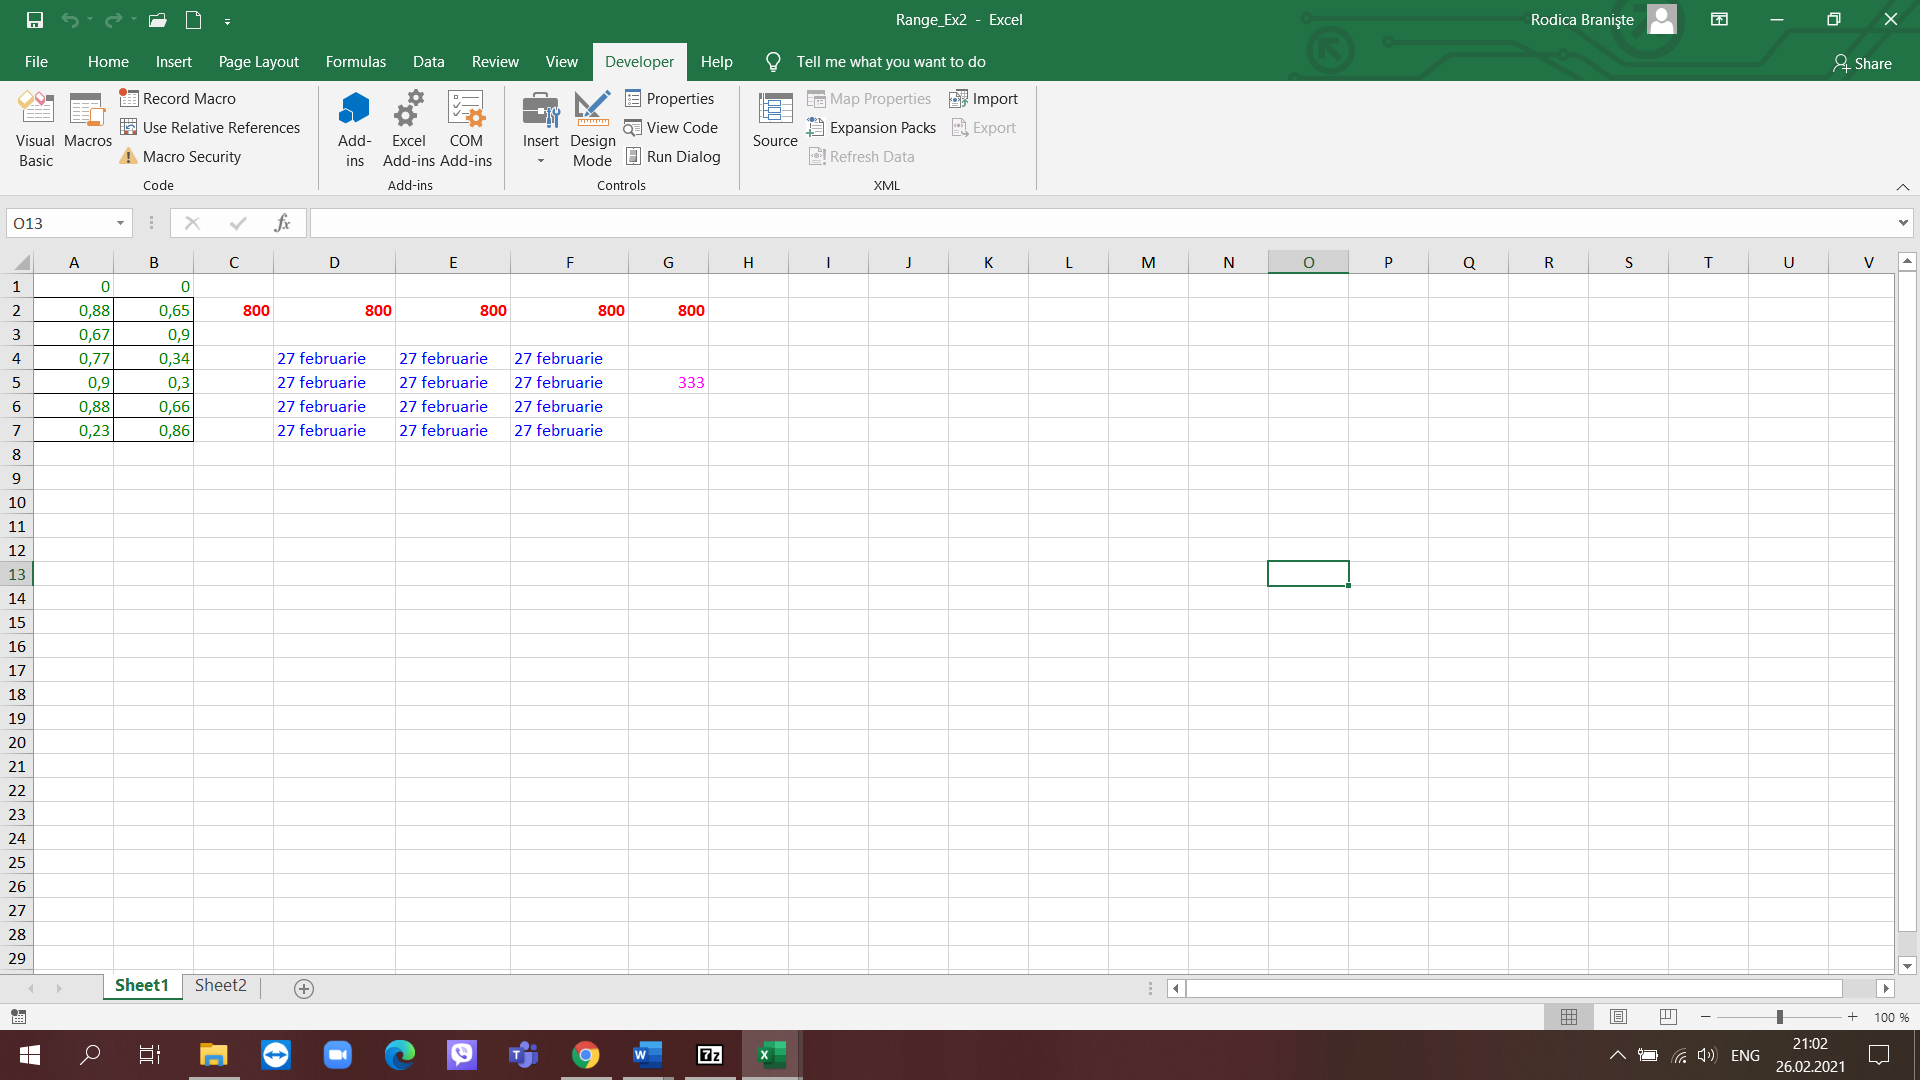 Range_Ex2 - Excel
Rodica Braniște
File Home Insert Page Layout Formulas Data Review View Developer Help Tell me what you want to do Share
Visual Basic
Macros
Record Macro
Use Relative References
Macro Security
Code
Add-ins
Excel Add-ins
COM Add-ins
Add-ins
Insert
Design Mode
Properties
View Code
Run Dialog
Controls
Source
Map Properties
Expansion Packs
Refresh Data
Import
Export
XML
O13
fx
A B C D E F G H I J K L M N O P Q R S T U V
1 0 0
2 0,88 0,65 800 800 800 800 800
3 0,67 0,9
4 0,77 0,34 27 februarie 27 februarie 27 februarie
5 0,9 0,3 27 februarie 27 februarie 27 februarie 333
6 0,88 0,66 27 februarie 27 februarie 27 februarie
7 0,23 0,86 27 februarie 27 februarie 27 februarie
8
9
10
11
12
13
14
15
16
17
18
19
20
21
22
23
24
25
26
27
28
29
Sheet1 Sheet2
100 %
ENG
21:02
26.02.2021